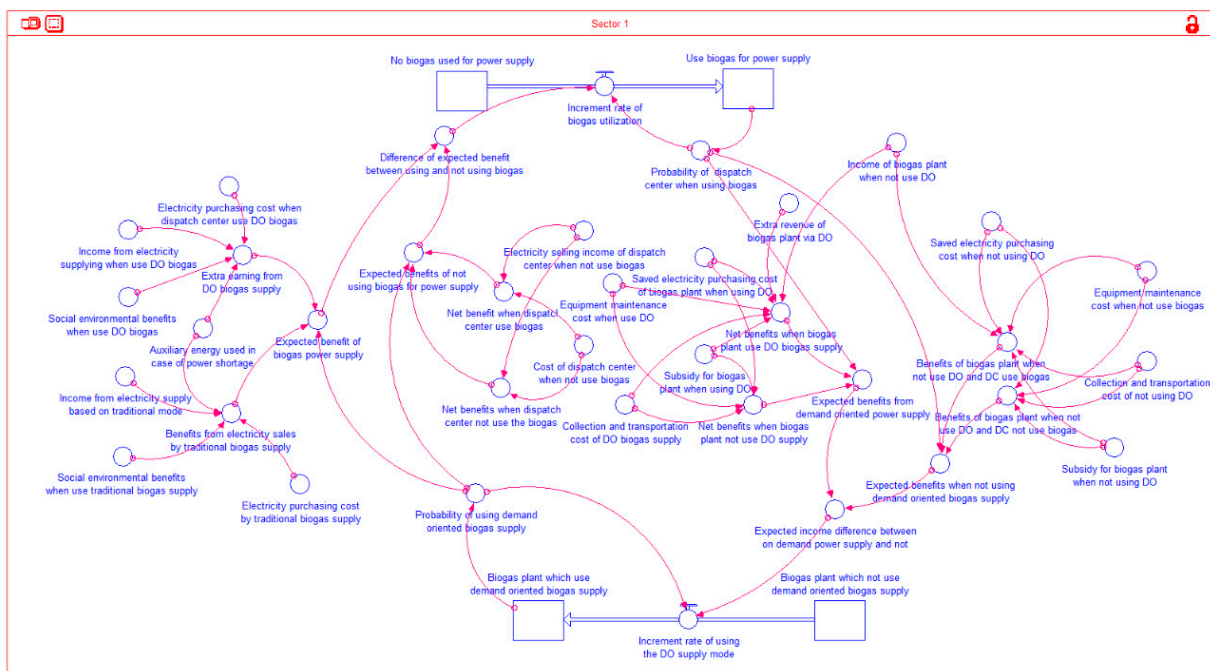 Sector 1
No biogas used for power supply
Use biogas for power supply
Increment rate of
biogas utilization
Difference of expected benefit
between using and not using biogas
Probability of dispatch
center when using biogas
Income of biogas plant
when not use DO
Electricity purchasing cost when
dispatch center use DO biogas
Income from electricity
supplying when use DO biogas
Extra earning from
DO biogas supply
Social environmental benefits
when use DO biogas
Expected benefits of not
using biogas for power supply
Electricity selling income of dispatch
center when not use biogas
Extra revenue of
biogas plant via DO
Saved electricity purchasing cost
of biogas plant when using DO
Saved electricity purchasing
cost when not using DO
Equipment maintenance
cost when use DO
Equipment maintenance
cost when not use biogas
Net benefit when dispatch
center use biogas
Net benefits when biogas
plant use DO biogas supply
Auxiliary energy used in
case of power shortage
Expected benefit of
biogas power supply
Cost of dispatch center
when not use biogas
Subsidy for biogas
plant when using DO
Benefits of biogas plant when
not use DO and DC use biogas
Income from electricity supply
based on traditional mode
Net benefits when dispatch
center not use the biogas
Expected benefits from
demand oriented power supply
Collection and transportation
cost of not using DO
Benefits from electricity sales
by traditional biogas supply
Collection and transportation
cost of DO biogas supply
Net benefits when biogas
plant not use DO supply
Benefits of biogas plant when not
use DO and DC not use biogas
Social environmental benefits
when use traditional biogas supply
Electricity purchasing cost
by traditional biogas supply
Expected benefits when not using
demand oriented biogas supply
Subsidy for biogas plant
when not using DO
Probability of using demand
oriented biogas supply
Expected income difference between
on demand power supply and not
Biogas plant which use
demand oriented biogas supply
Biogas plant which not use
demand oriented biogas supply
Increment rate of using
the DO supply mode